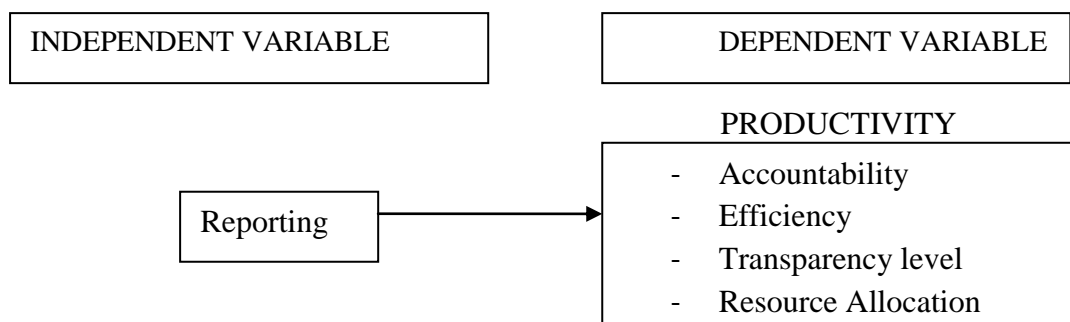 INDEPENDENT VARIABLE
DEPENDENT VARIABLE
PRODUCTIVITY
Reporting
- Accountability
- Efficiency
- Transparency level
- Resource Allocation